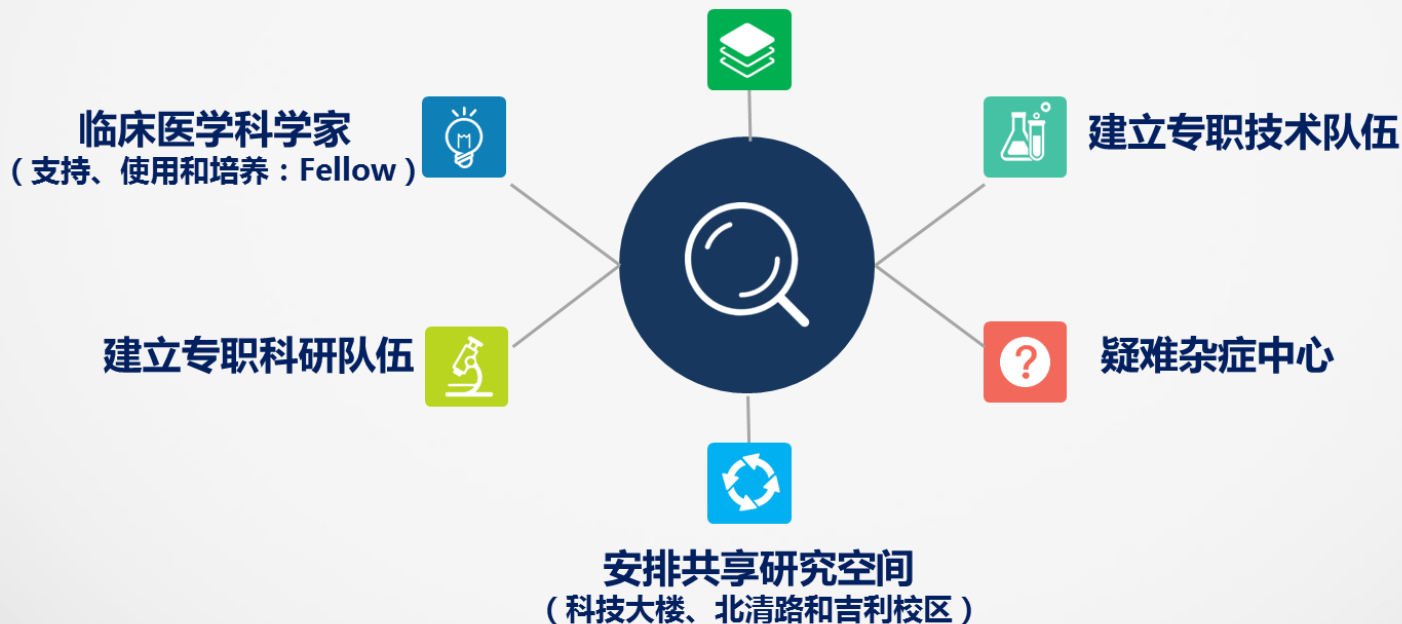 临床医学科学家
（支持、使用和培养：Fellow）
建立专职技术队伍
建立专职科研队伍
疑难杂症中心
安排共享研究空间
（科技大楼、北清路和吉利校区）